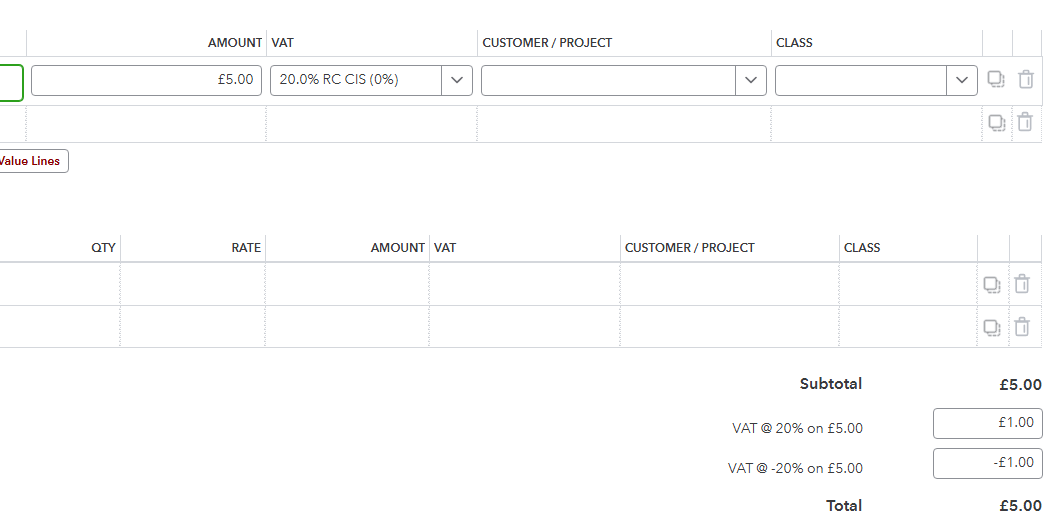 AMOUNT VAT CUSTOMER / PROJECT CLASS
£5.00 20.0% RC CIS (0%)
Value Lines
QTY RATE AMOUNT VAT CUSTOMER / PROJECT CLASS
Subtotal £5.00
VAT @ 20% on £5.00 £1.00
VAT @ -20% on £5.00 -£1.00
Total £5.00